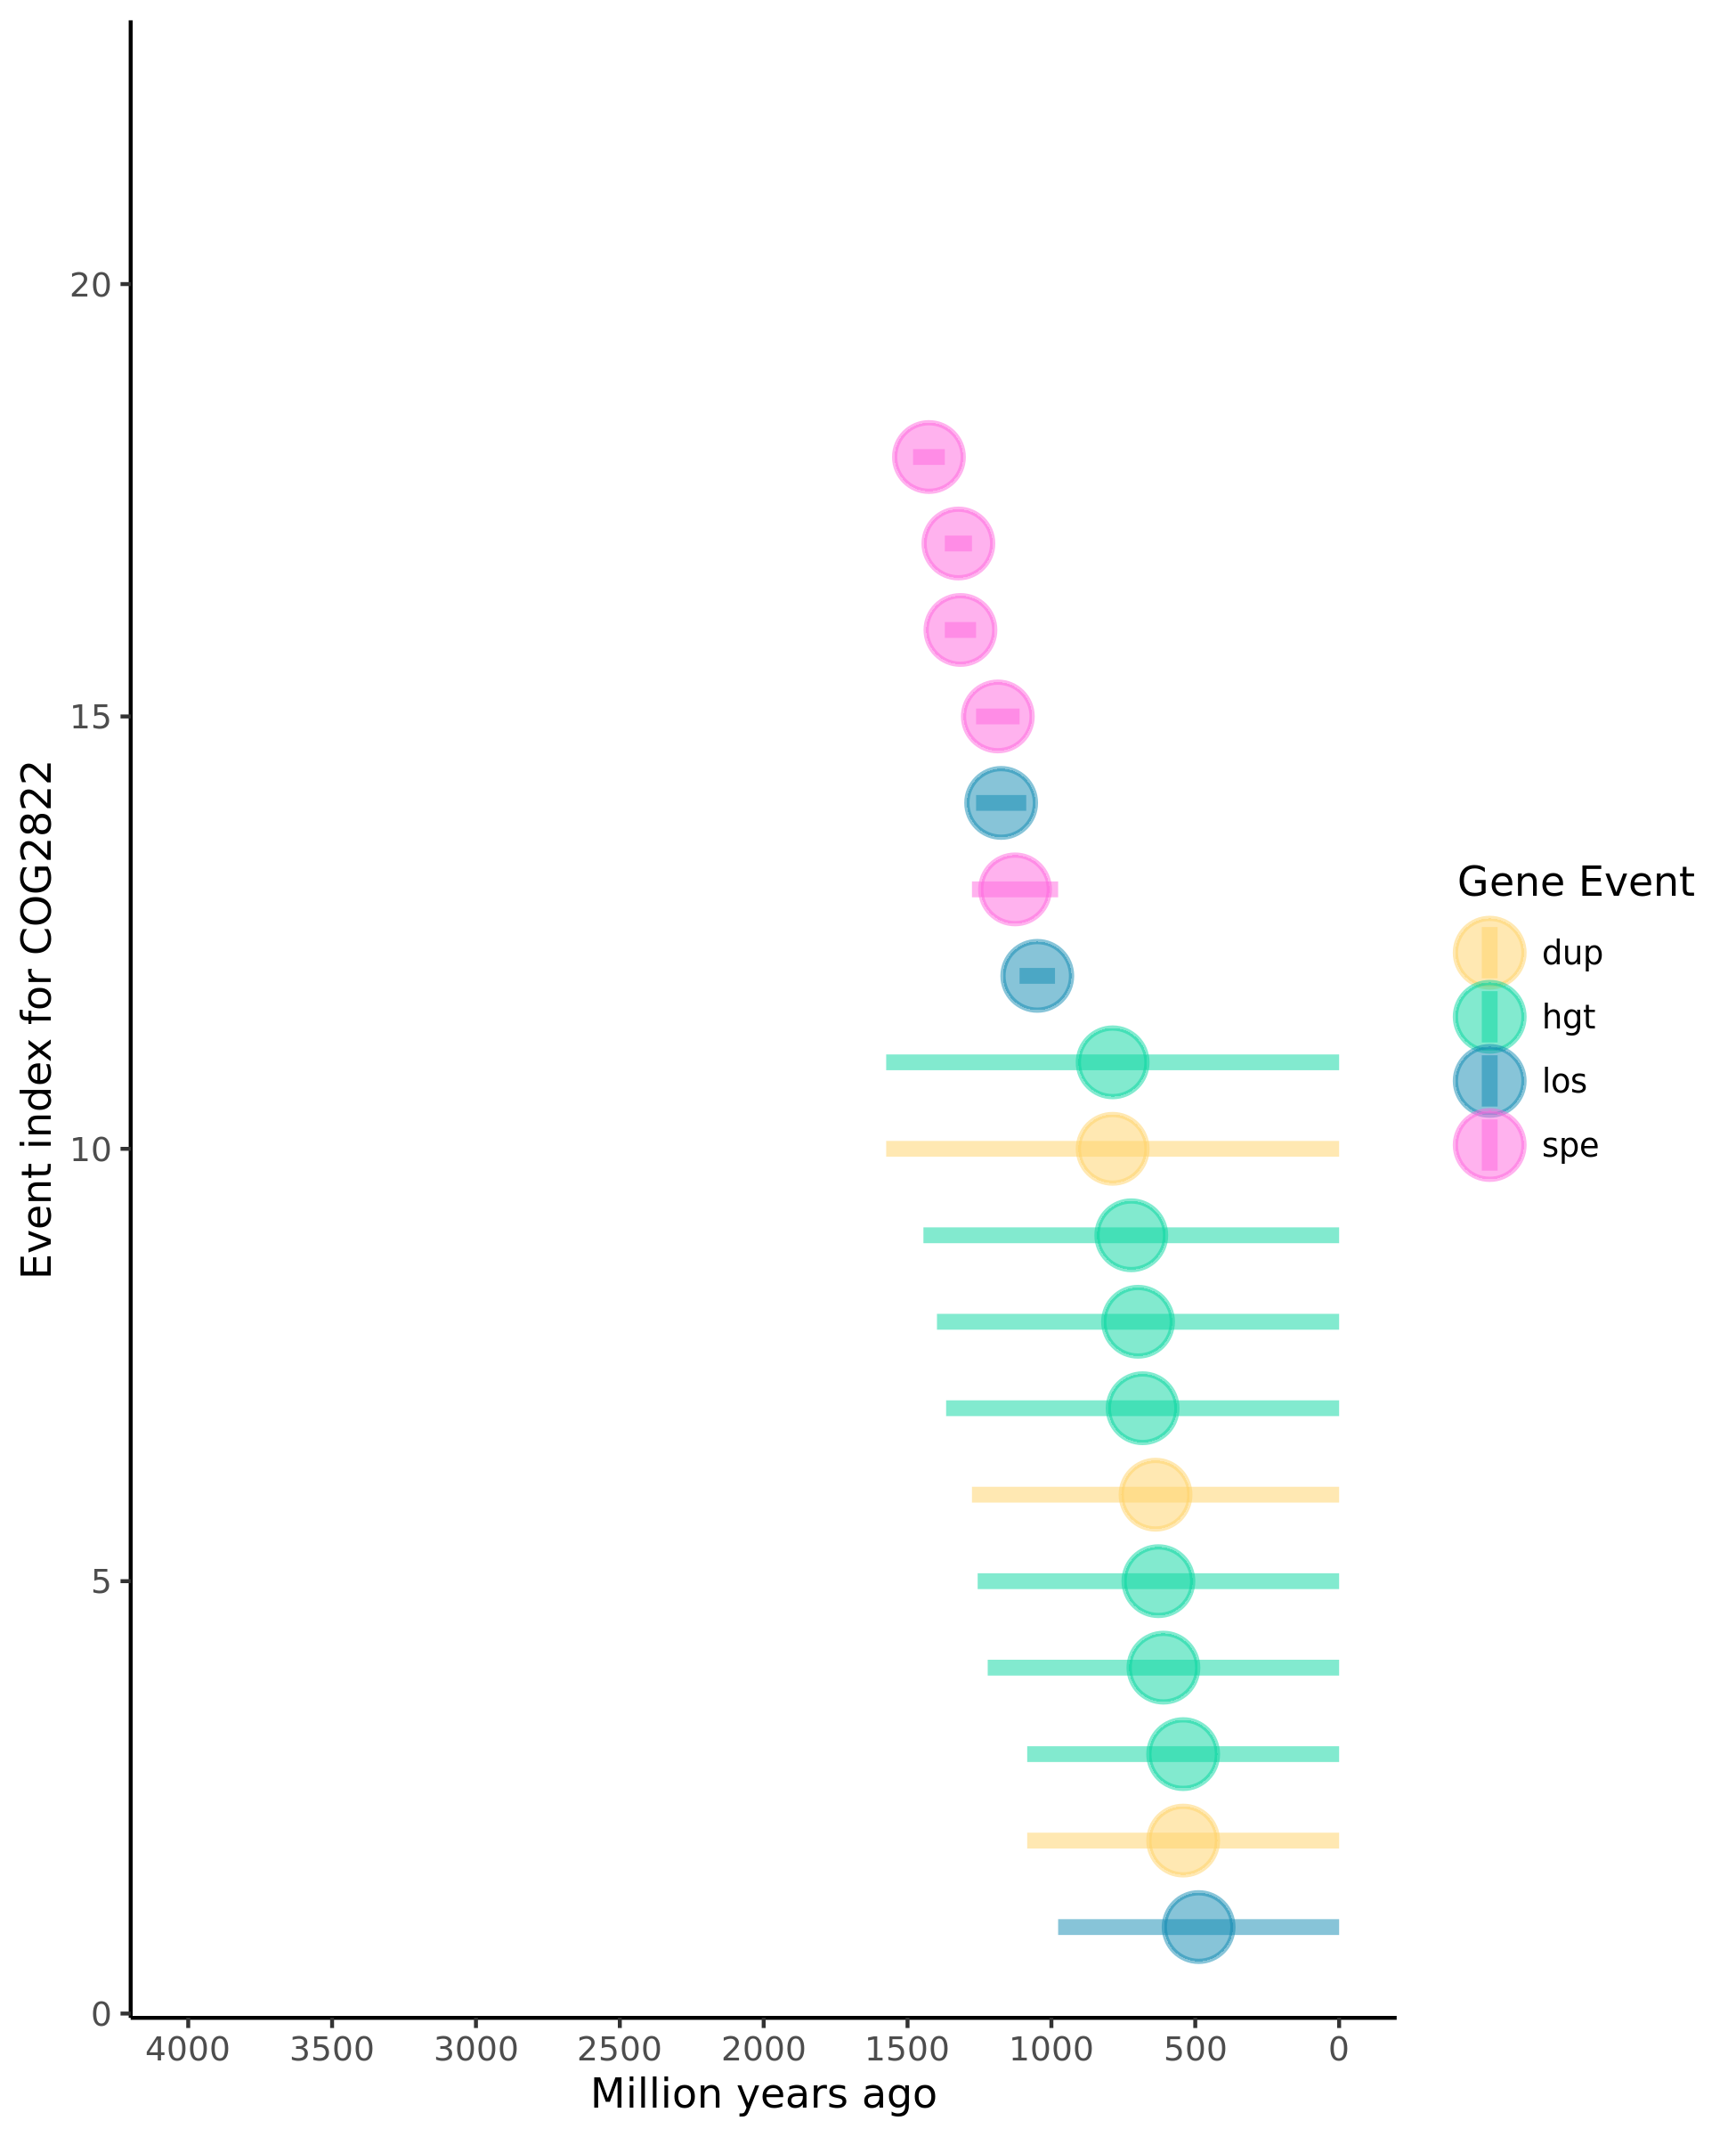 Event index for COG2822
20
15
10
5
0
4000 3500 3000 2500 2000 1500 1000 500 0
Million years ago
Gene Event
dup
hgt
los
spe